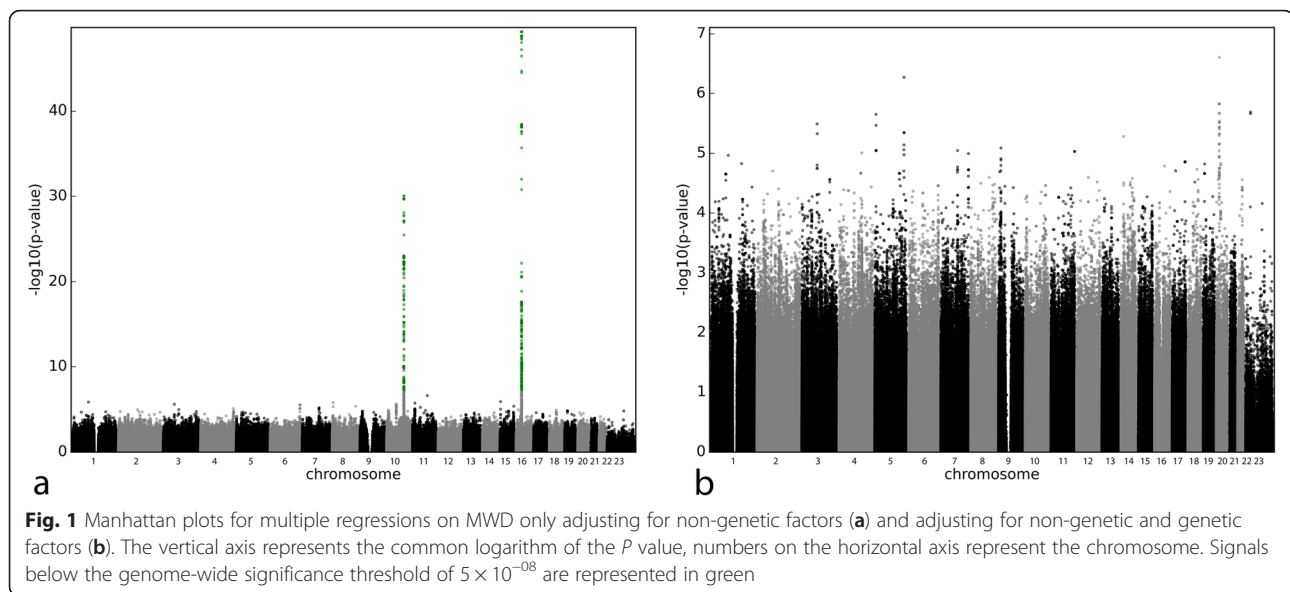 40
30
20
10
0
-log10(p-value)
1 2 3 4 5 6 7 8 9 10 11 12 13 14 15 16 17 18 19 20 21 22 23
chromosome
a
7
6
5
4
3
2
1
0
-log10(p-value)
1 2 3 4 5 6 7 8 9 10 11 12 13 14 15 16 17 18 19 20 21 22 23
chromosome
b
Fig. 1 Manhattan plots for multiple regressions on MWD only adjusting for non-genetic factors (a) and adjusting for non-genetic and genetic
factors (b). The vertical axis represents the common logarithm of the P value, numbers on the horizontal axis represent the chromosome. Signals
below the genome-wide significance threshold of 5 × 10⁻⁰⁸ are represented in green